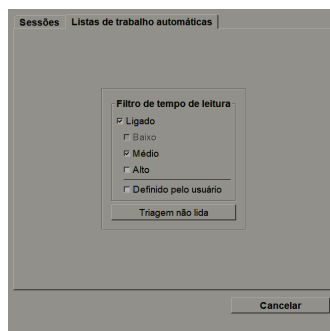 Sessões
Listas de trabalho automáticas
Filtro de tempo de leitura
Ligado
Baixo
Médio
Alto
Definido pelo usuário
Triagem não lida
Cancelar